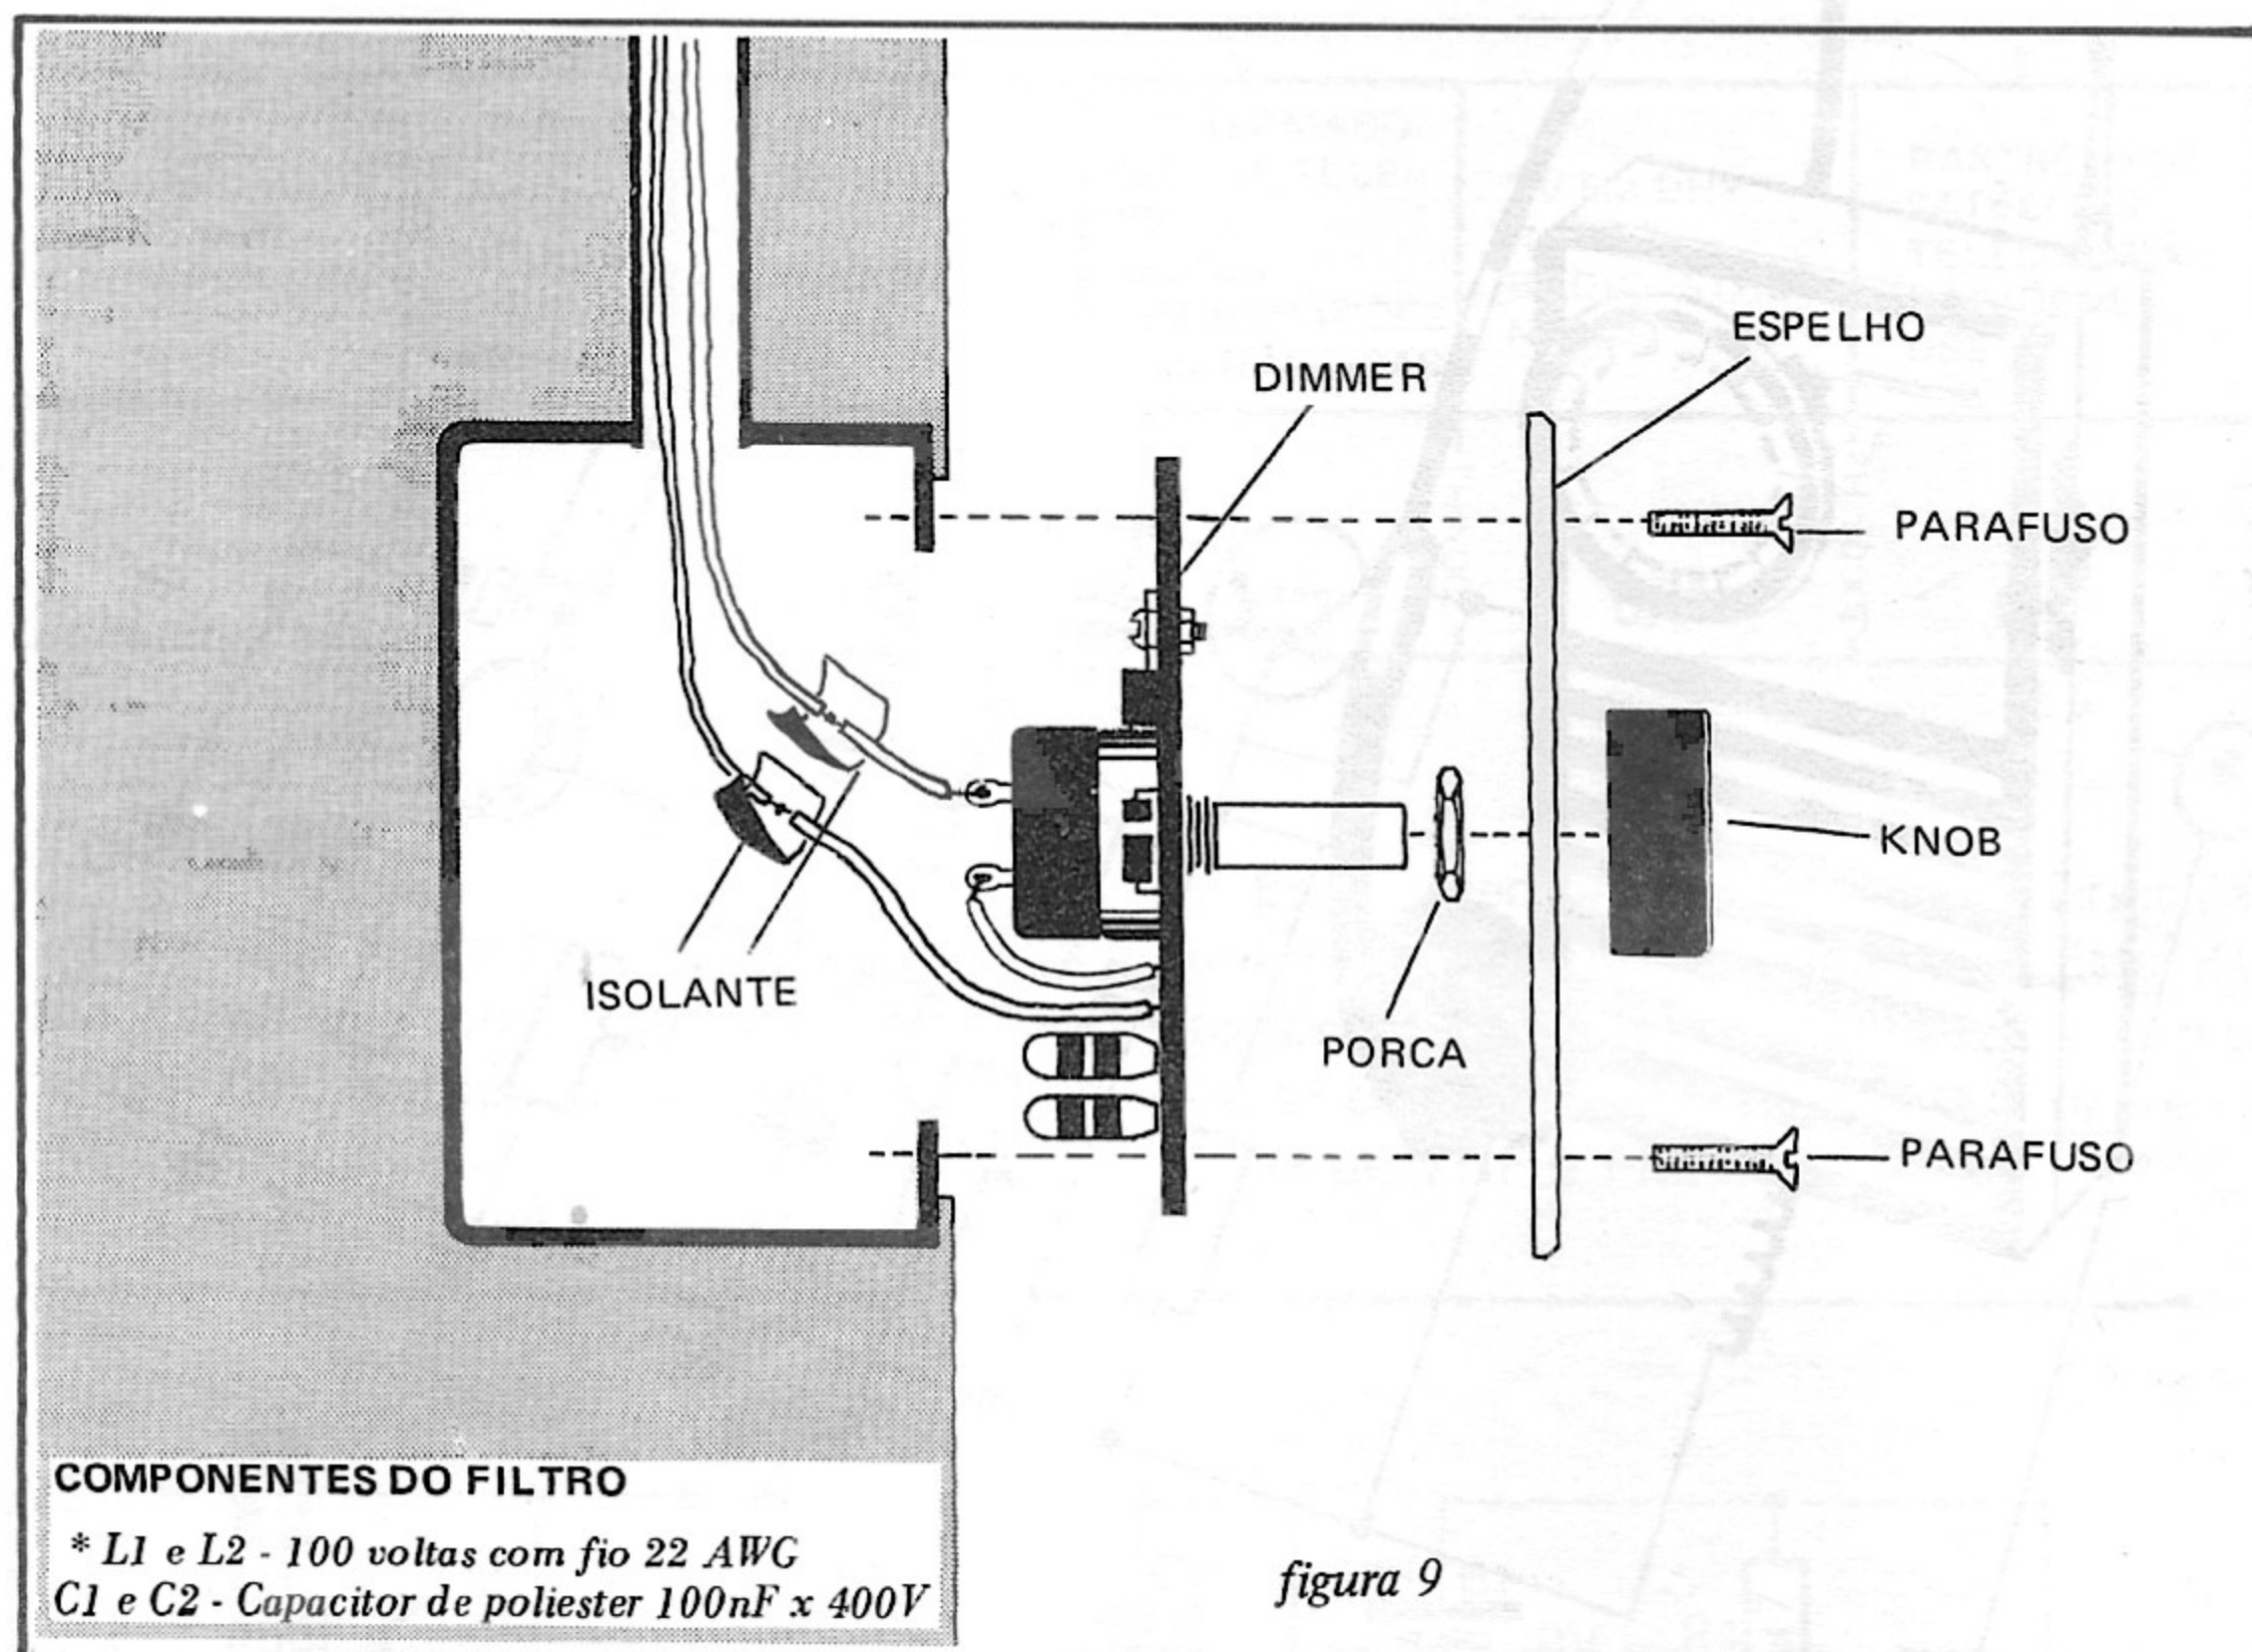 ESPELHO
DIMMER
PARAFUSO
KNOB
ISOLANTE
PORCA
PARAFUSO
COMPONENTES DO FILTRO
* L1 e L2 - 100 voltas com fio 22 AWG
C1 e C2 - Capacitor de poliester 100nF x 400V
figura 9